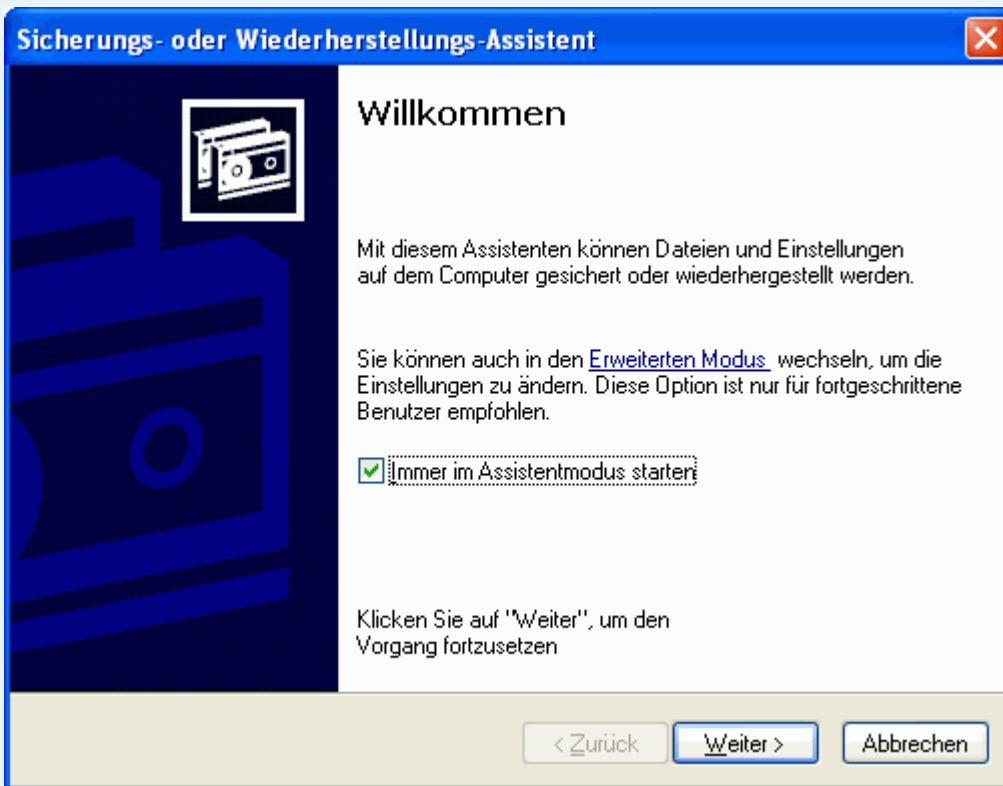 Sicherungs- oder Wiederherstellungs-Assistent
Willkommen
Mit diesem Assistenten können Dateien und Einstellungen
auf dem Computer gesichert oder wiederhergestellt werden.
Sie können auch in den Erweiterten Modus wechseln, um die
Einstellungen zu ändern. Diese Option ist nur für fortgeschrittene
Benutzer empfohlen.
Immer im Assistentmodus starten
Klicken Sie auf "Weiter", um den
Vorgang fortzusetzen
< Zurück Weiter > Abbrechen